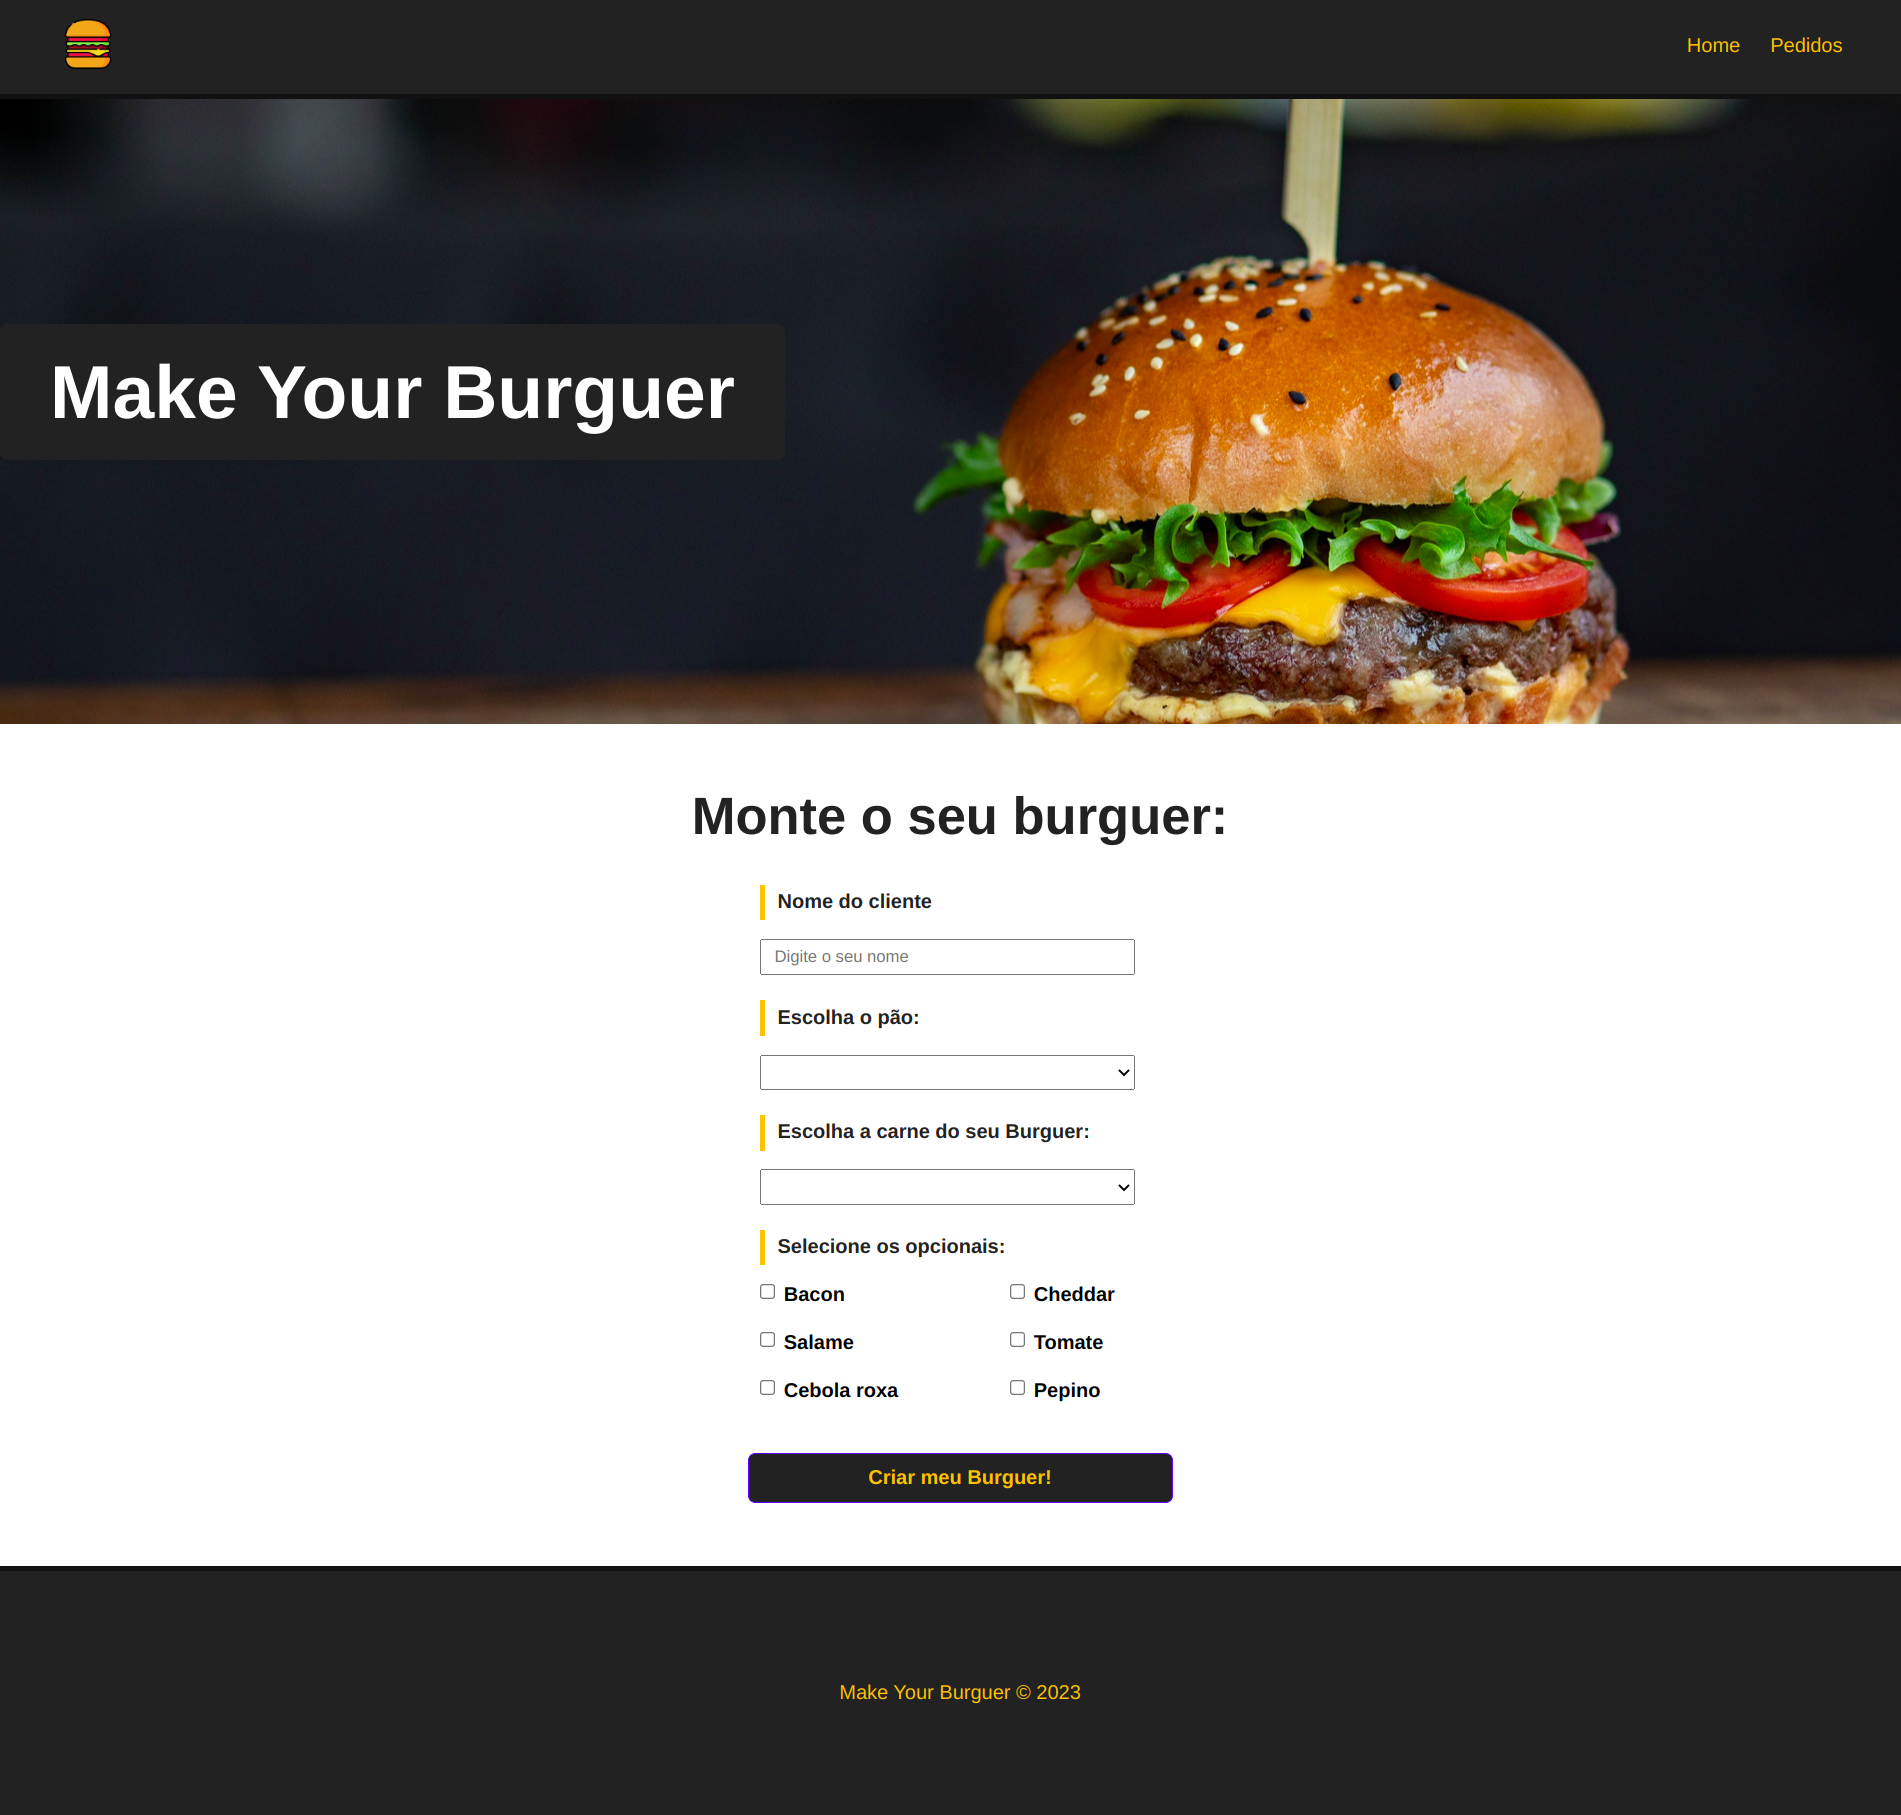 Home Pedidos
Make Your Burguer
Monte o seu burguer:
Nome do cliente
Digite o seu nome
Escolha o pão:
Escolha a carne do seu Burguer:
Selecione os opcionais:
Bacon Cheddar
Salame Tomate
Cebola roxa Pepino
Criar meu Burguer!
Make Your Burguer © 2023